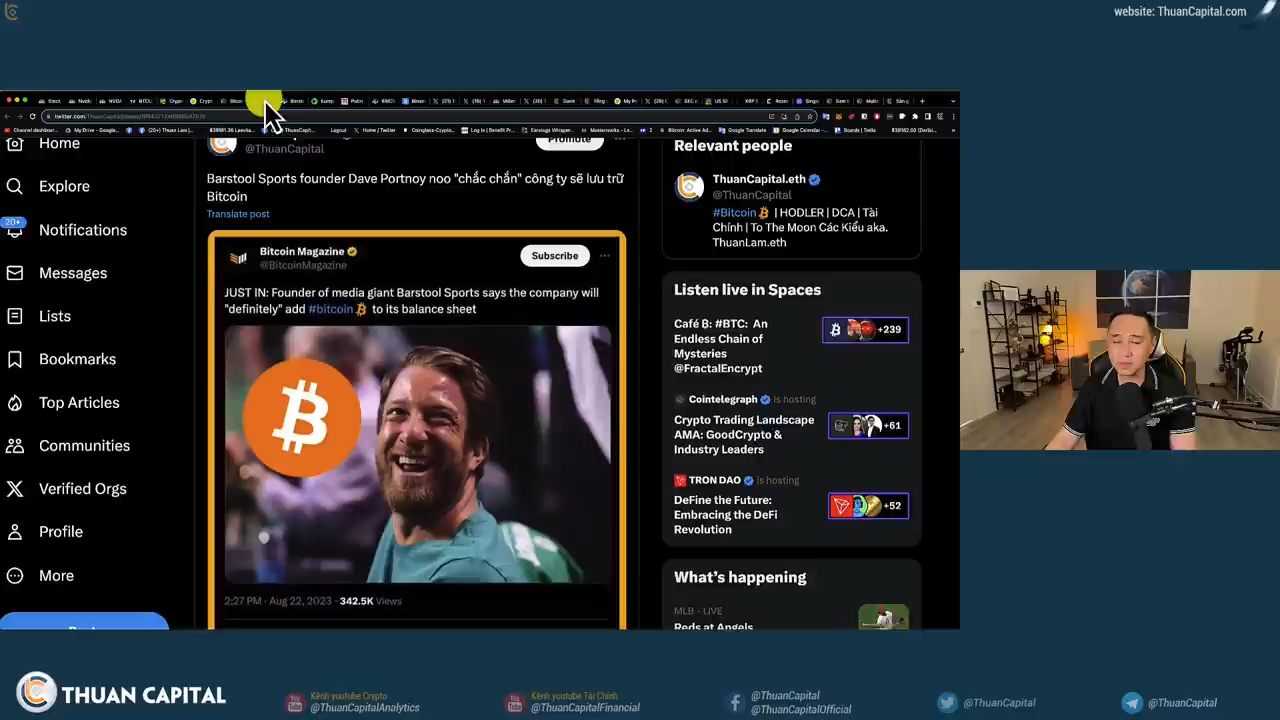 website: ThuanCapital.com
Home
Explore
20+
Notifications
Messages
Lists
Bookmarks
Top Articles
Communities
Verified Orgs
Profile
More
@ThuanCapital
Promote
Barstool Sports founder Dave Portnoy noo "chắc chắn" công ty sẽ lưu trữ
Bitcoin
Translate post
Bitcoin Magazine
@BitcoinMagazine
Subscribe
JUST IN: Founder of media giant Barstool Sports says the company will
"definitely" add #bitcoin to its balance sheet
2:27 PM · Aug 22, 2023 · 342.5K Views
Relevant people
ThuanCapital.eth
@ThuanCapital
#Bitcoin | HODLER | DCA | Tài
Chính | To The Moon Các Kiểu aka.
ThuanLam.eth
Listen live in Spaces
Café ₿: #BTC: An
Endless Chain of
Mysteries
@FractalEncrypt
+239
Cointelegraph is hosting
Crypto Trading Landscape
AMA: GoodCrypto &
Industry Leaders
+61
TRON DAO is hosting
DeFine the Future:
Embracing the DeFi
Revolution
+52
What's happening
MLB · LIVE
Reds at Angels
THUAN CAPITAL
Kênh youtube Crypto
@ThuanCapitalAnalytics
Kênh youtube Tài Chính
@ThuanCapitalFinancial
@ThuanCapital
@ThuanCapitalOfficial
@ThuanCapital
@ThuanCapital